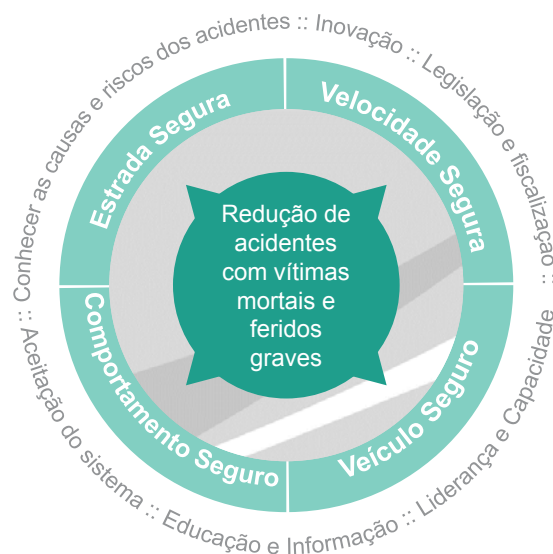 :: Conhecer as causas e riscos dos acidentes :: Inovação :: Legislação e fiscalização :: Liderança e Capacidade :: Educação e Informação :: Aceitação do sistema
Estrada Segura
Velocidade Segura
Redução de
acidentes
com vítimas
mortais e
feridos
graves
Comportamento Seguro
Veículo Seguro